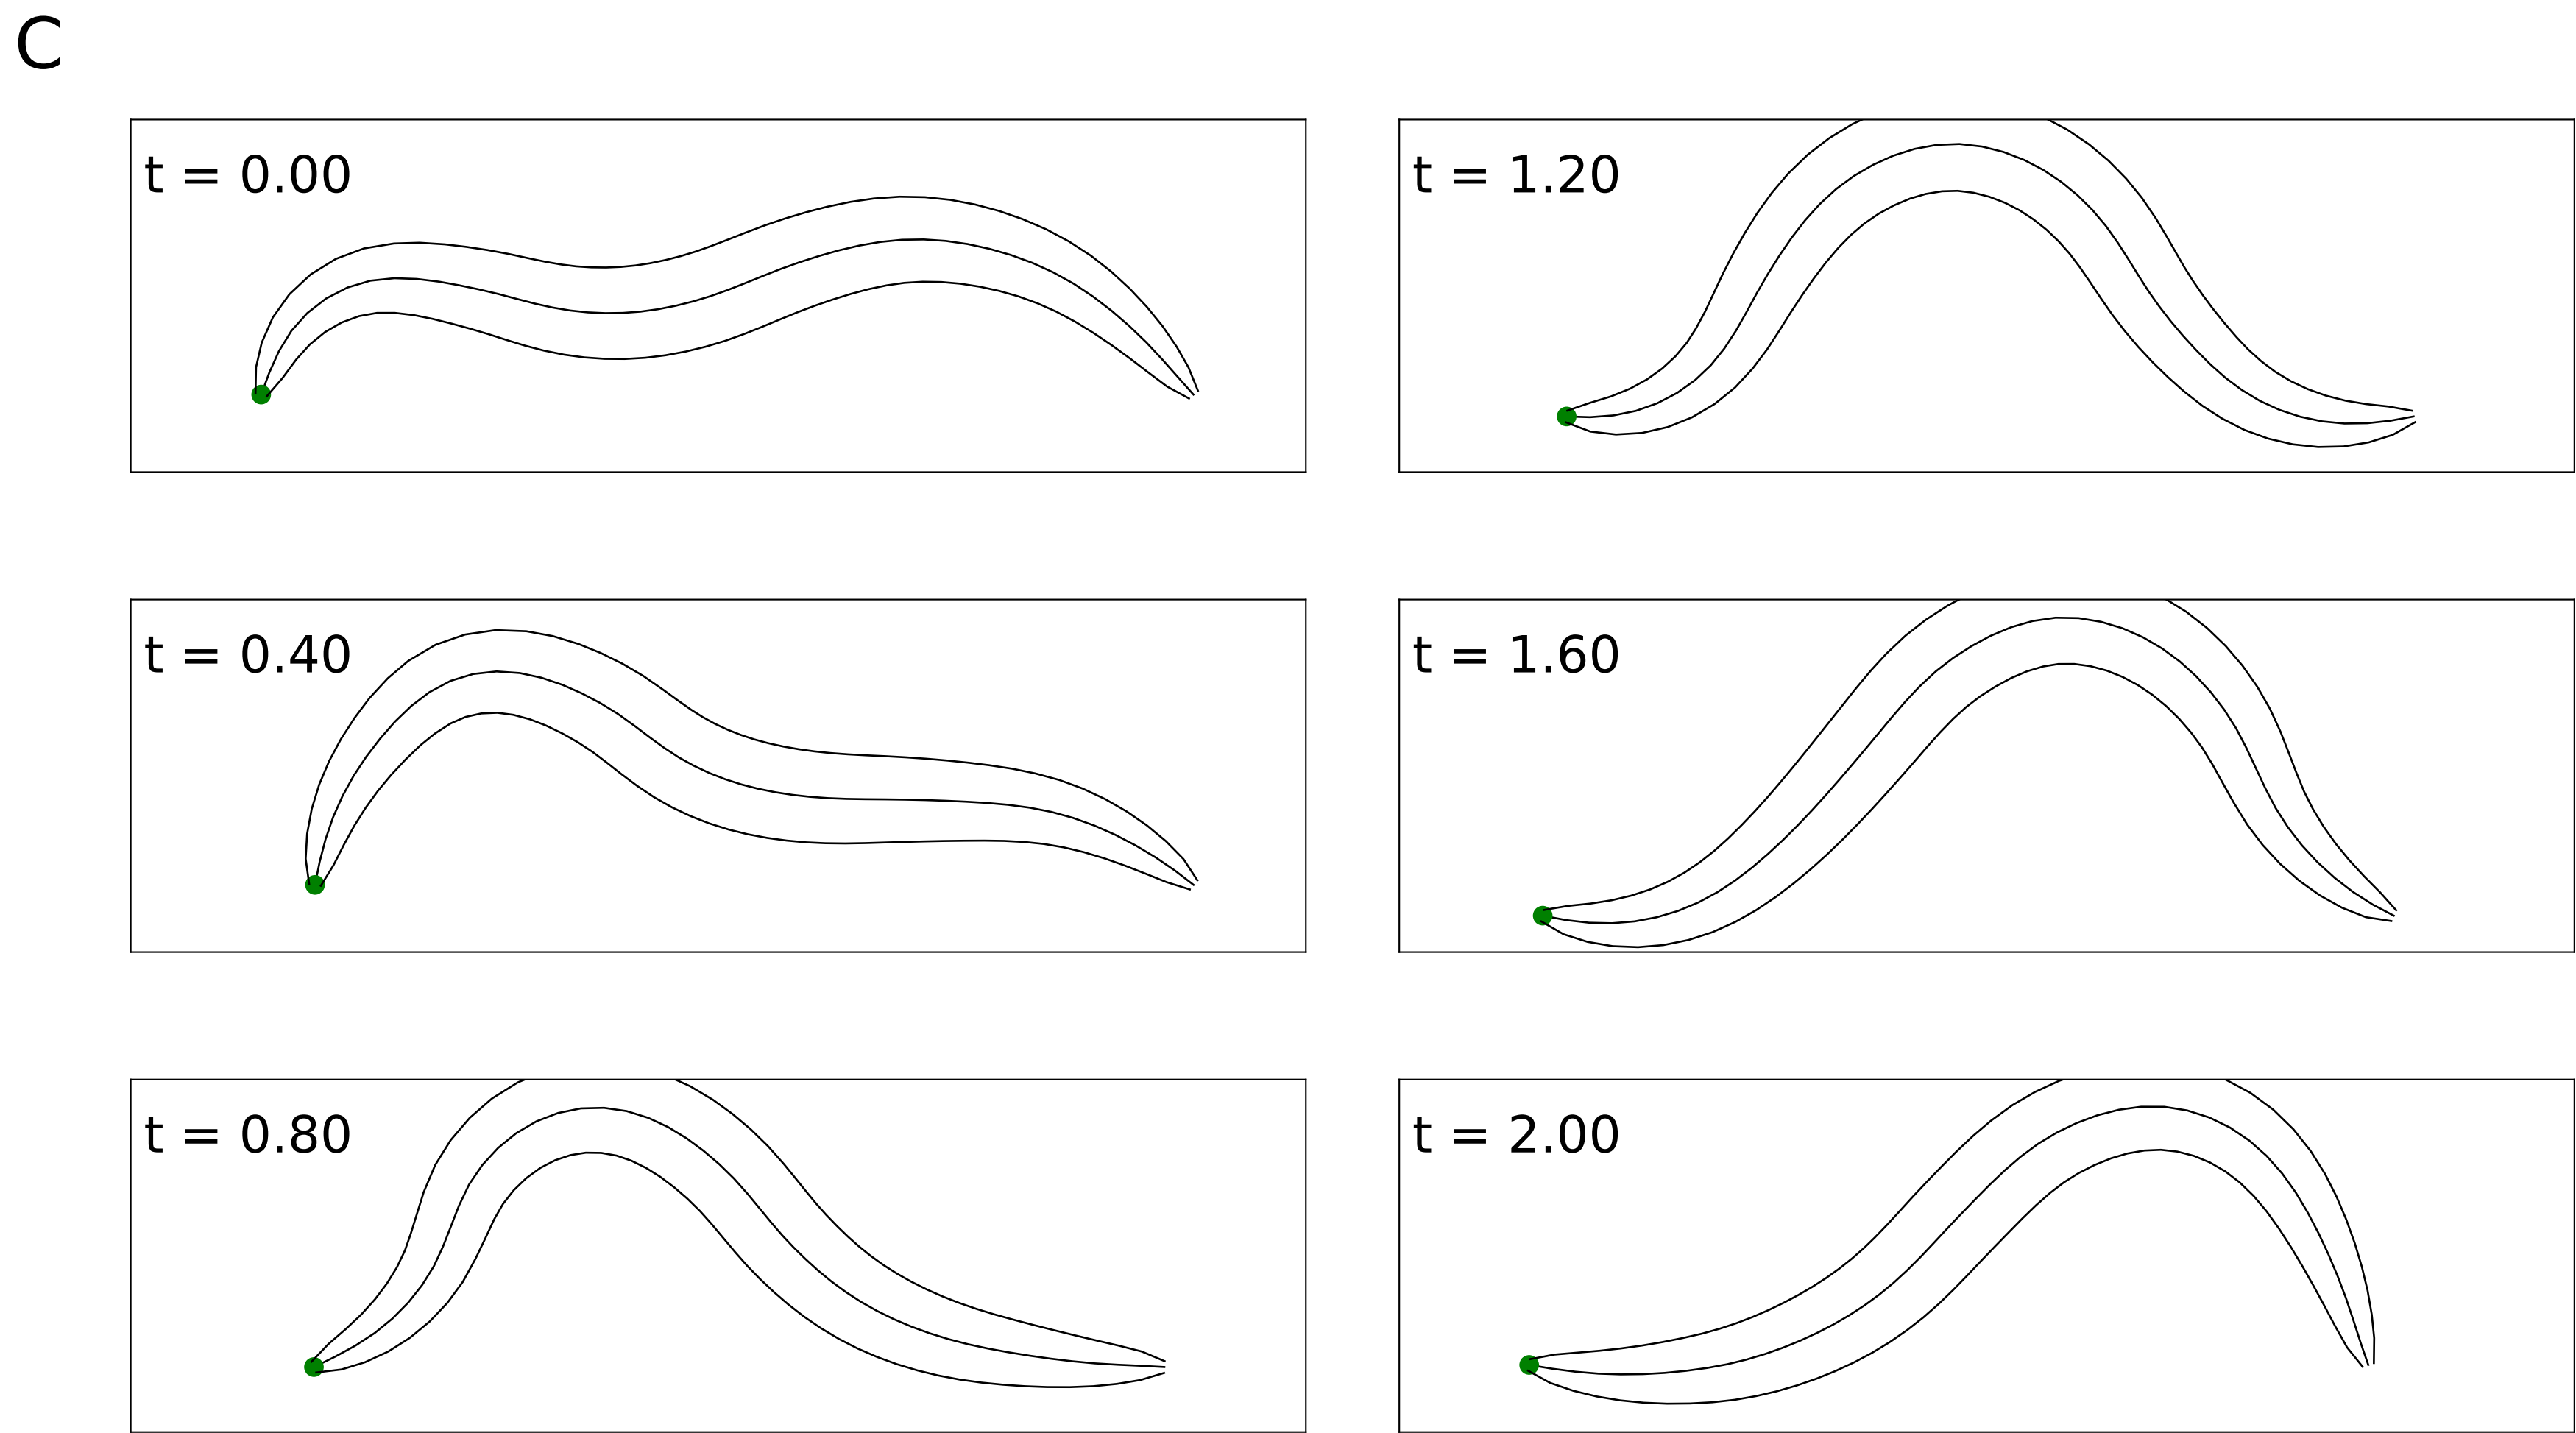 C
t = 0.00
t = 1.20
t = 0.40
t = 1.60
t = 0.80
t = 2.00